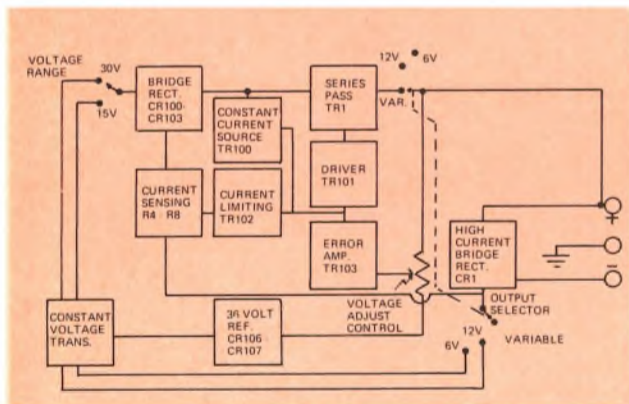 VOLTAGE
RANGE
30V
15V
BRIDGE
RECT.
CR100-
CR103
CONSTANT
CURRENT
SOURCE
TR100
SERIES
PASS
TR1
12V
6V
VAR.
DRIVER
TR101
CURRENT
SENSING
R4 - R8
CURRENT
LIMITING
TR102
ERROR
AMP.
TR103
HIGH
CURRENT
BRIDGE
RECT.
CR1
+
−
CONSTANT
VOLTAGE
TRANS.
36 VOLT
REF.
CR106 -
CR107
VOLTAGE
ADJUST
CONTROL
OUTPUT
SELECTOR
12V
VARIABLE
6V